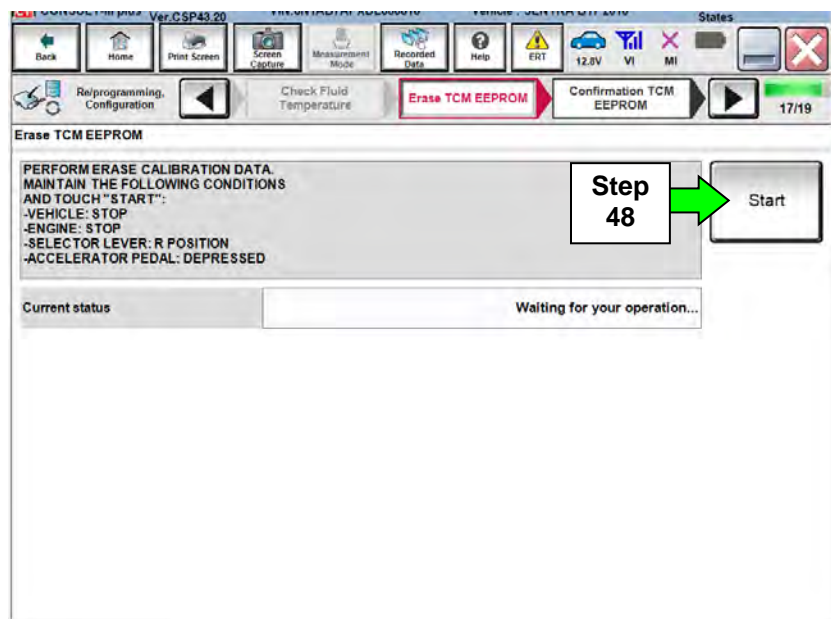 Ver.CSP43.20
States
Back
Home
Print Screen
Screen Capture
Measurement Mode
Recorded Data
Help
ERT
12.8V
VI
MI
Re/programming, Configuration
Check Fluid Temperature
Erase TCM EEPROM
Confirmation TCM EEPROM
17/19
Erase TCM EEPROM
PERFORM ERASE CALIBRATION DATA.
MAINTAIN THE FOLLOWING CONDITIONS
AND TOUCH "START":
-VEHICLE: STOP
-ENGINE: STOP
-SELECTOR LEVER: R POSITION
-ACCELERATOR PEDAL: DEPRESSED
Step
48
Start
Current status
Waiting for your operation...